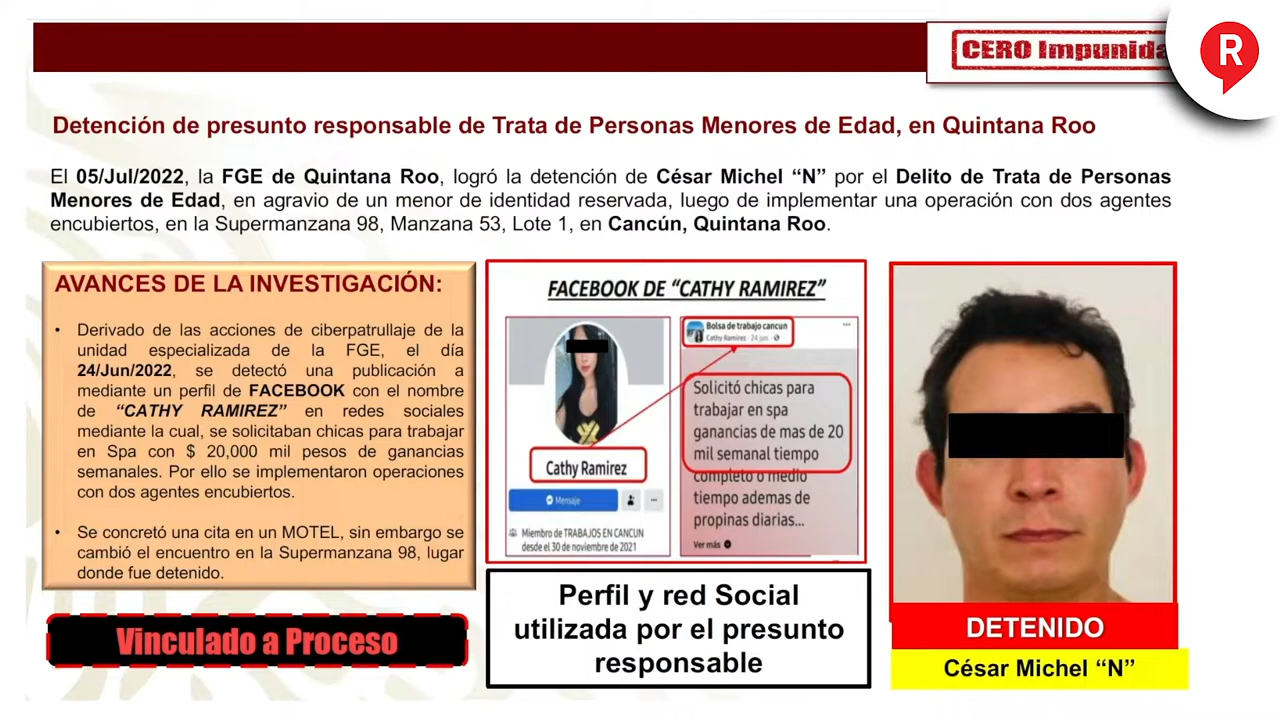 CERO Impunida
R
Detención de presunto responsable de Trata de Personas Menores de Edad, en Quintana Roo
El 05/Jul/2022, la FGE de Quintana Roo, logró la detención de César Michel “N” por el Delito de Trata de Personas
Menores de Edad, en agravio de un menor de identidad reservada, luego de implementar una operación con dos agentes
encubiertos, en la Supermanzana 98, Manzana 53, Lote 1, en Cancún, Quintana Roo.
AVANCES DE LA INVESTIGACIÓN:
• Derivado de las acciones de ciberpatrullaje de la
unidad especializada de la FGE, el día
24/Jun/2022, se detectó una publicación a
mediante un perfil de FACEBOOK con el nombre
de “CATHY RAMIREZ” en redes sociales
mediante la cual, se solicitaban chicas para trabajar
en Spa con $ 20,000 mil pesos de ganancias
semanales. Por ello se implementaron operaciones
con dos agentes encubiertos.
• Se concretó una cita en un MOTEL, sin embargo se
cambió el encuentro en la Supermanzana 98, lugar
donde fue detenido.
Vinculado a Proceso
FACEBOOK DE “CATHY RAMIREZ”
Cathy Ramirez
Mensaje
Miembro de TRABAJOS EN CANCUN
desde el 30 de noviembre de 2021
Bolsa de trabajo cancun
Cathy Ramirez · 24 jun ·
Solicitó chicas para
trabajar en spa
ganancias de mas de 20
mil semanal tiempo
completo o medio
tiempo ademas de
propinas diarias...
Ver más
Perfil y red Social
utilizada por el presunto
responsable
DETENIDO
César Michel “N”